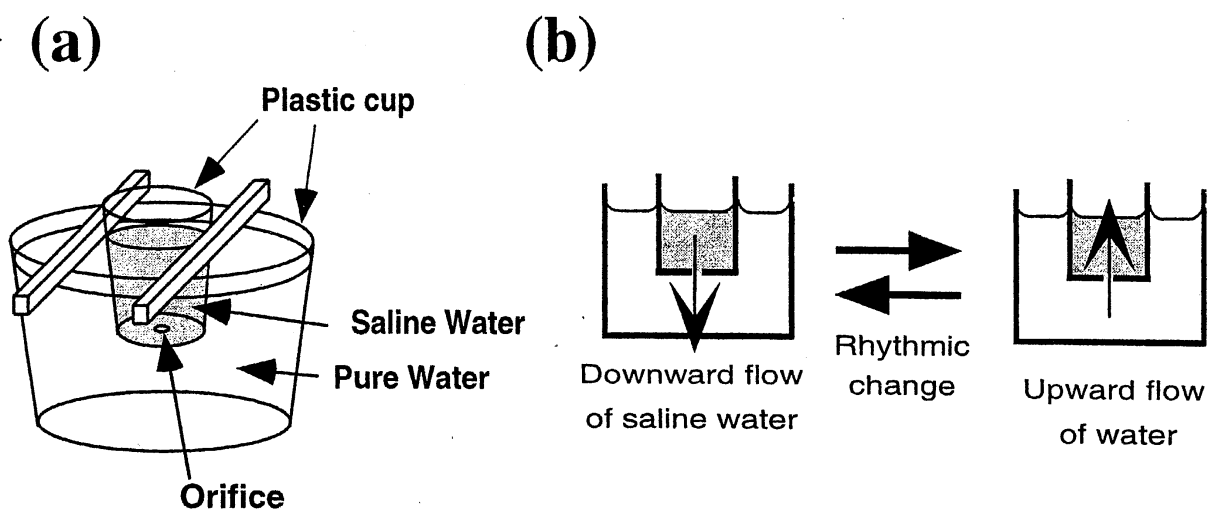 (a)
Plastic cup
Saline Water
Pure Water
Orifice
(b)
Downward flow
of saline water
Rhythmic
change
Upward flow
of water